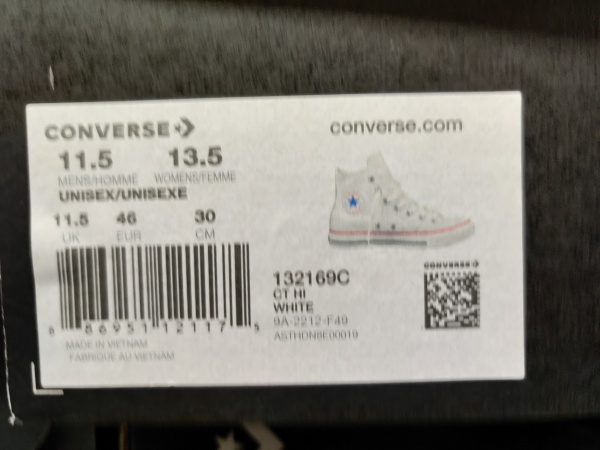 CONVERSE
converse.com
11.5 13.5
MENS/HOMME WOMENS/FEMME
UNISEX/UNISEXE
11.5 46 30
UK EUR CM
8 86951 12117 5
MADE IN VIETNAM
FABRIQUE AU VIETNAM
132169C
CT HI
WHITE
9A-2212-F49
CONVERSE